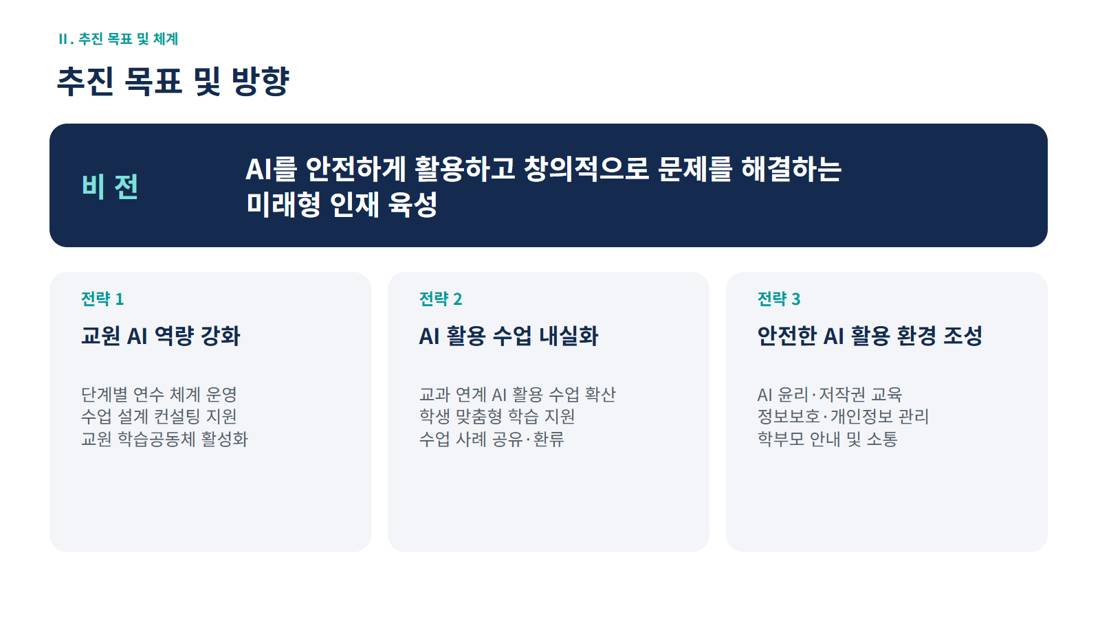 Ⅱ. 추진 목표 및 체계
추진 목표 및 방향
비 전
AI를 안전하게 활용하고 창의적으로 문제를 해결하는
미래형 인재 육성
전략 1
교원 AI 역량 강화
단계별 연수 체계 운영
수업 설계 컨설팅 지원
교원 학습공동체 활성화
전략 2
AI 활용 수업 내실화
교과 연계 AI 활용 수업 확산
학생 맞춤형 학습 지원
수업 사례 공유·환류
전략 3
안전한 AI 활용 환경 조성
AI 윤리·저작권 교육
정보보호·개인정보 관리
학부모 안내 및 소통